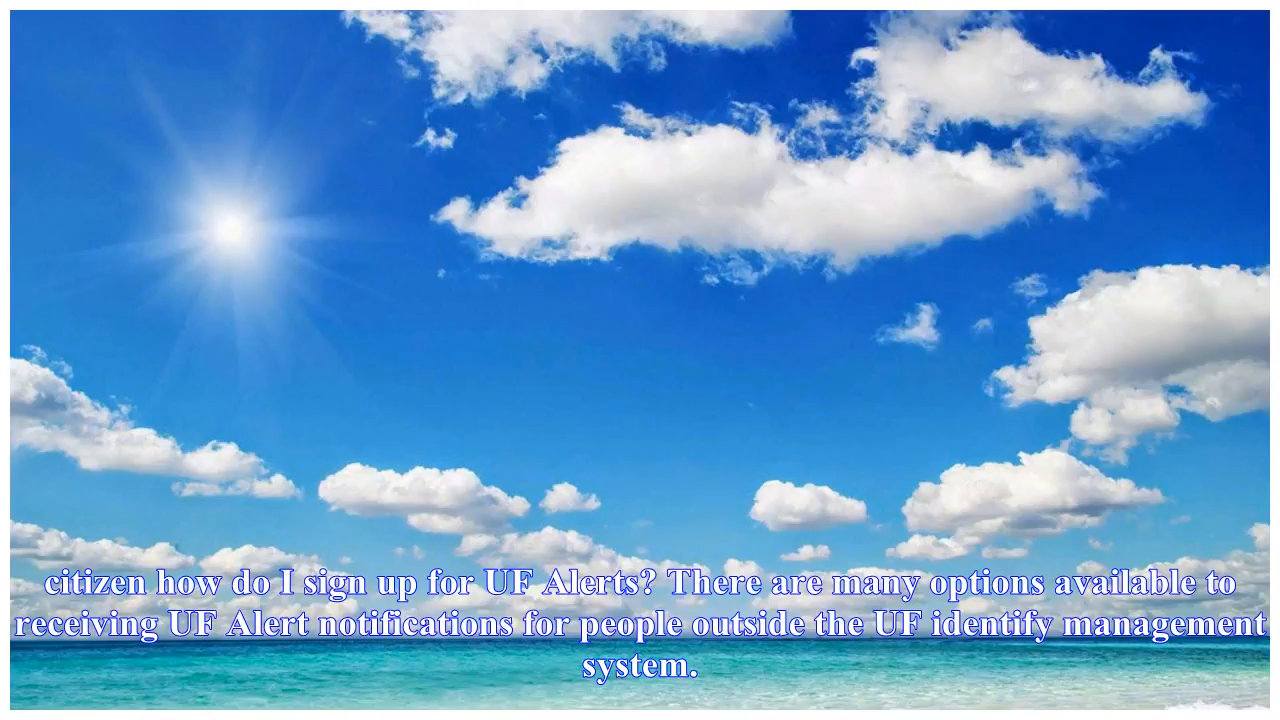 citizen how do I sign up for UF Alerts? There are many options available to
receiving UF Alert notifications for people outside the UF identify management
system.